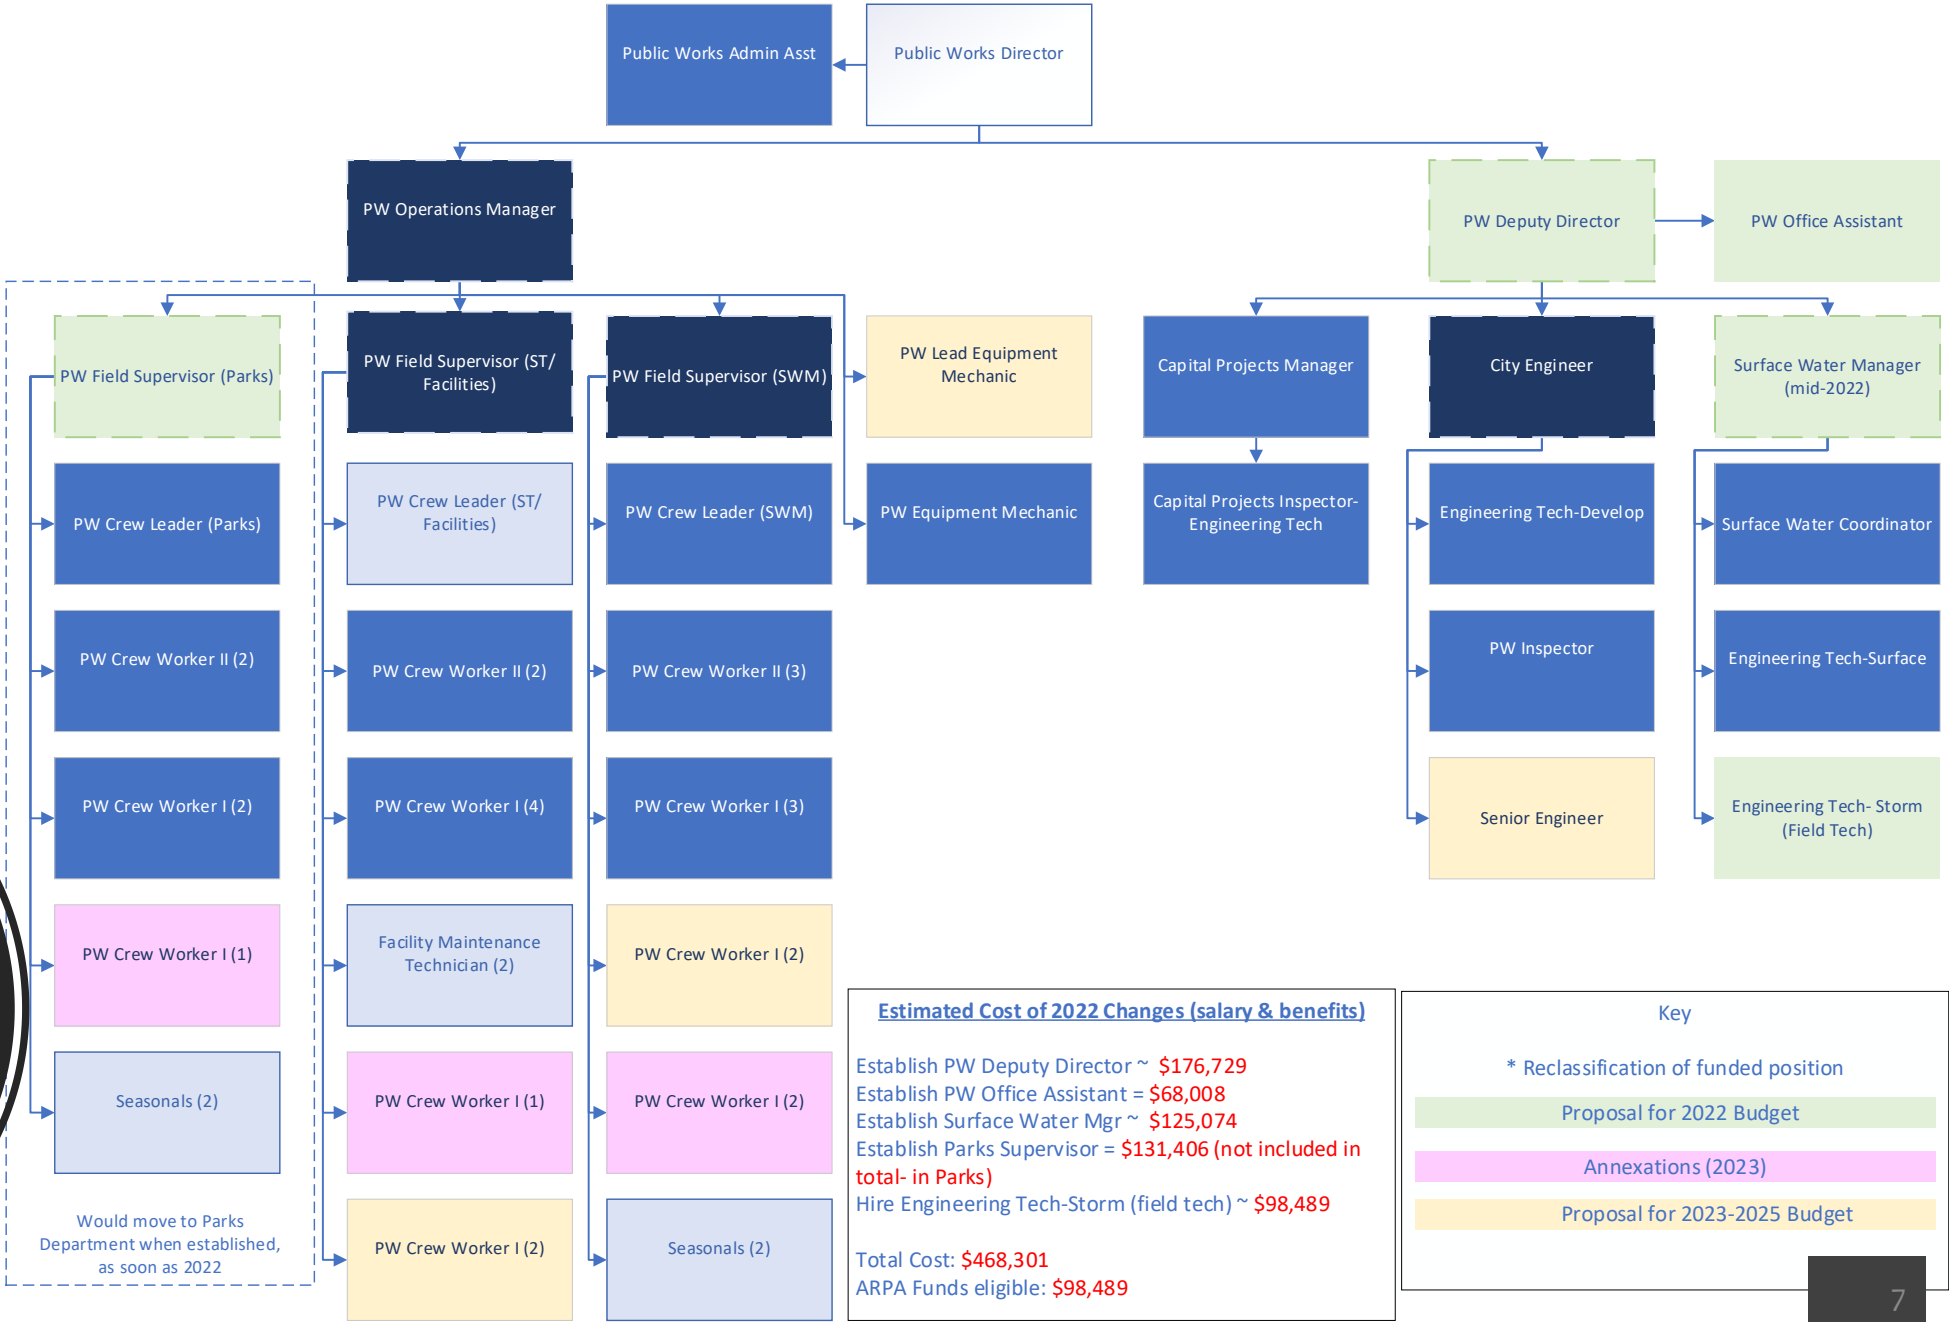 Public Works Admin Asst
Public Works Director
PW Operations Manager
PW Deputy Director
PW Office Assistant
PW Field Supervisor (Parks)
PW Field Supervisor (ST/
Facilities)
PW Field Supervisor (SWM)
PW Lead Equipment
Mechanic
Capital Projects Manager
City Engineer
Surface Water Manager
(mid-2022)
PW Crew Leader (Parks)
PW Crew Leader (ST/
Facilities)
PW Crew Leader (SWM)
PW Equipment Mechanic
Capital Projects Inspector-
Engineering Tech
Engineering Tech-Develop
Surface Water Coordinator
PW Crew Worker II (2)
PW Crew Worker II (2)
PW Crew Worker II (3)
PW Inspector
Engineering Tech-Surface
PW Crew Worker I (2)
PW Crew Worker I (4)
PW Crew Worker I (3)
Senior Engineer
Engineering Tech- Storm
(Field Tech)
PW Crew Worker I (1)
Facility Maintenance
Technician (2)
PW Crew Worker I (2)
Seasonals (2)
PW Crew Worker I (1)
PW Crew Worker I (2)
Would move to Parks
Department when established,
as soon as 2022
PW Crew Worker I (2)
Seasonals (2)
Estimated Cost of 2022 Changes (salary & benefits)
Establish PW Deputy Director ~ $176,729
Establish PW Office Assistant = $68,008
Establish Surface Water Mgr ~ $125,074
Establish Parks Supervisor = $131,406 (not included in
total- in Parks)
Hire Engineering Tech-Storm (field tech) ~ $98,489
Total Cost: $468,301
ARPA Funds eligible: $98,489
Key
* Reclassification of funded position
Proposal for 2022 Budget
Annexations (2023)
Proposal for 2023-2025 Budget
7